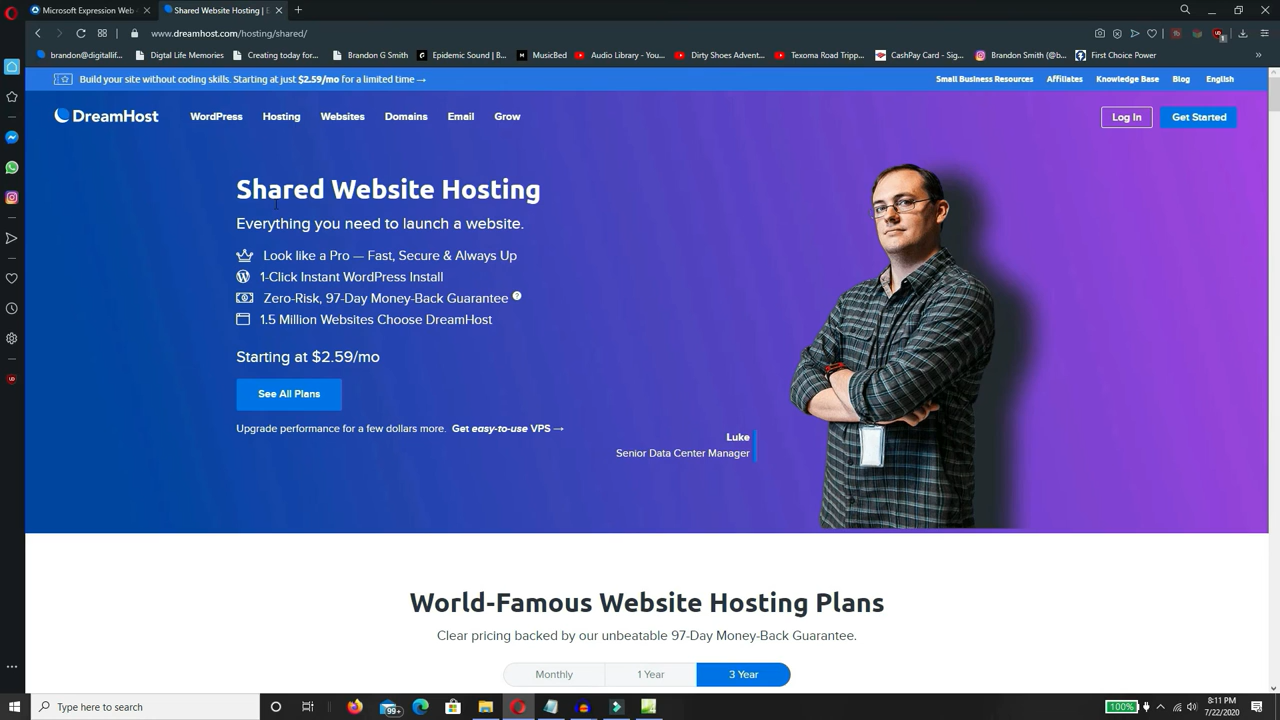 Microsoft Expression Web
Shared Website Hosting | E
www.dreamhost.com/hosting/shared/
brandon@digitallif...
Digtal Life Memories
Creating today for...
Brandon G Smith
Epidemic Sound | B...
MusicBed
Audio Library - You...
Dirty Shoes Advent...
Texoma Road Tripp...
CashPay Card - Sig...
Brandon Smith (@b...
First Choice Power
Build your site without coding skills. Starting at just $2.59/mo for a limited time →
Small Business Resources
Affiliates
Knowledge Base
Blog
English
DreamHost
WordPress
Hosting
Websites
Domains
Email
Grow
Log In
Get Started
Shared Website Hosting
Everything you need to launch a website.
Look like a Pro — Fast, Secure & Always Up
1-Click Instant WordPress Install
Zero-Risk, 97-Day Money-Back Guarantee ?
1.5 Million Websites Choose DreamHost
Starting at $2.59/mo
See All Plans
Upgrade performance for a few dollars more. Get easy-to-use VPS →
Luke
Senior Data Center Manager
World-Famous Website Hosting Plans
Clear pricing backed by our unbeatable 97-Day Money-Back Guarantee.
Monthly
1 Year
3 Year
Type here to search
99+
100%
8:11 PM
7/22/2020